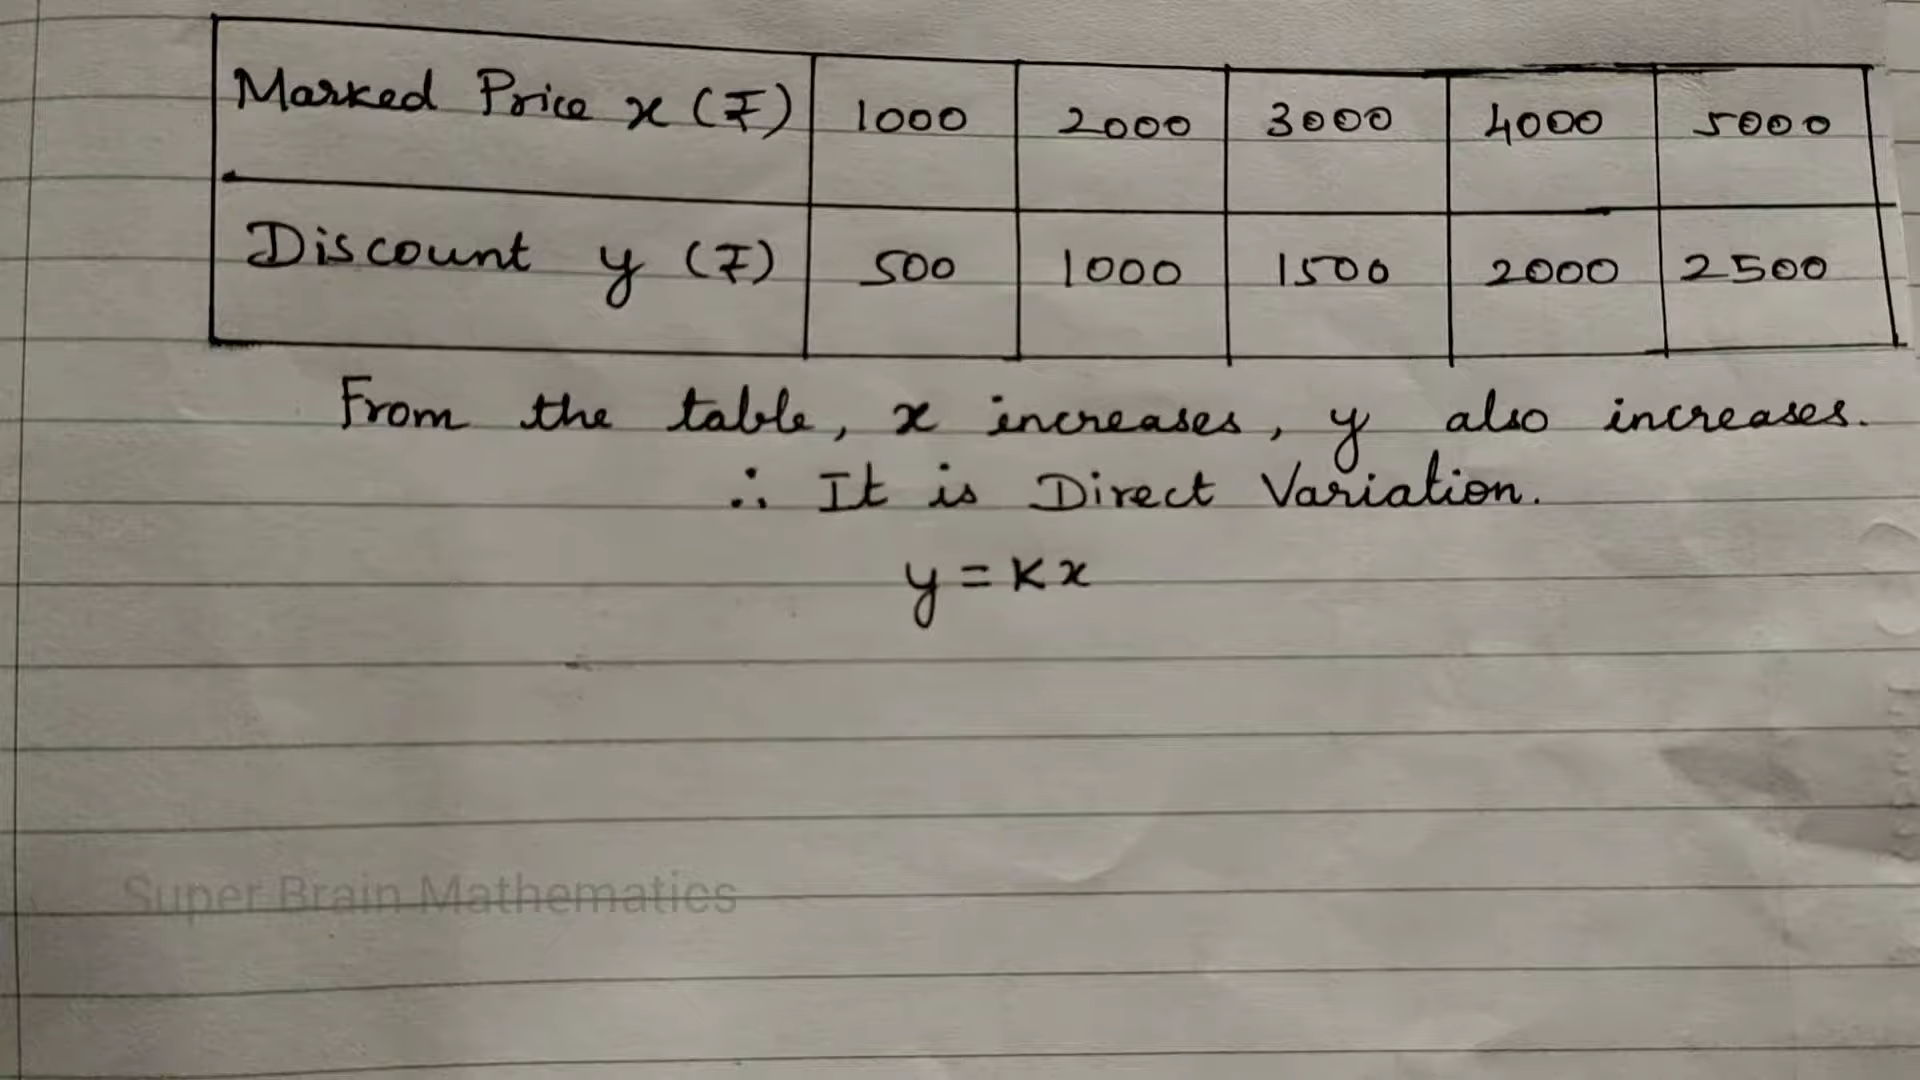 Marked Price x (₹) 1000 2000 3000 4000 5000
Discount y (₹) 500 1000 1500 2000 2500
From the table, x increases, y also increases.
∴ It is Direct Variation.
y = Kx
Super Brain Mathematics